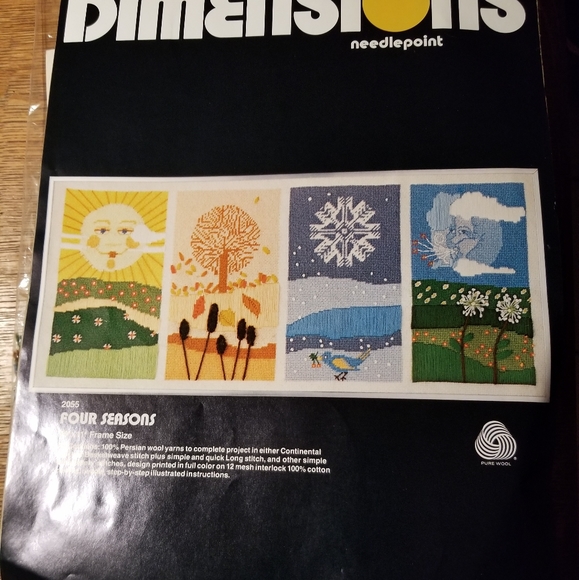 DIMENSIONS
needlepoint
2055
FOUR SEASONS
Frame Size
100% Persian wool yarns to complete project in either Continental
stitch plus simple and quick Long stitch, and other simple
stitches, design printed in full color on 12 mesh interlock 100% cotton
step-by-step illustrated instructions.
PURE WOOL